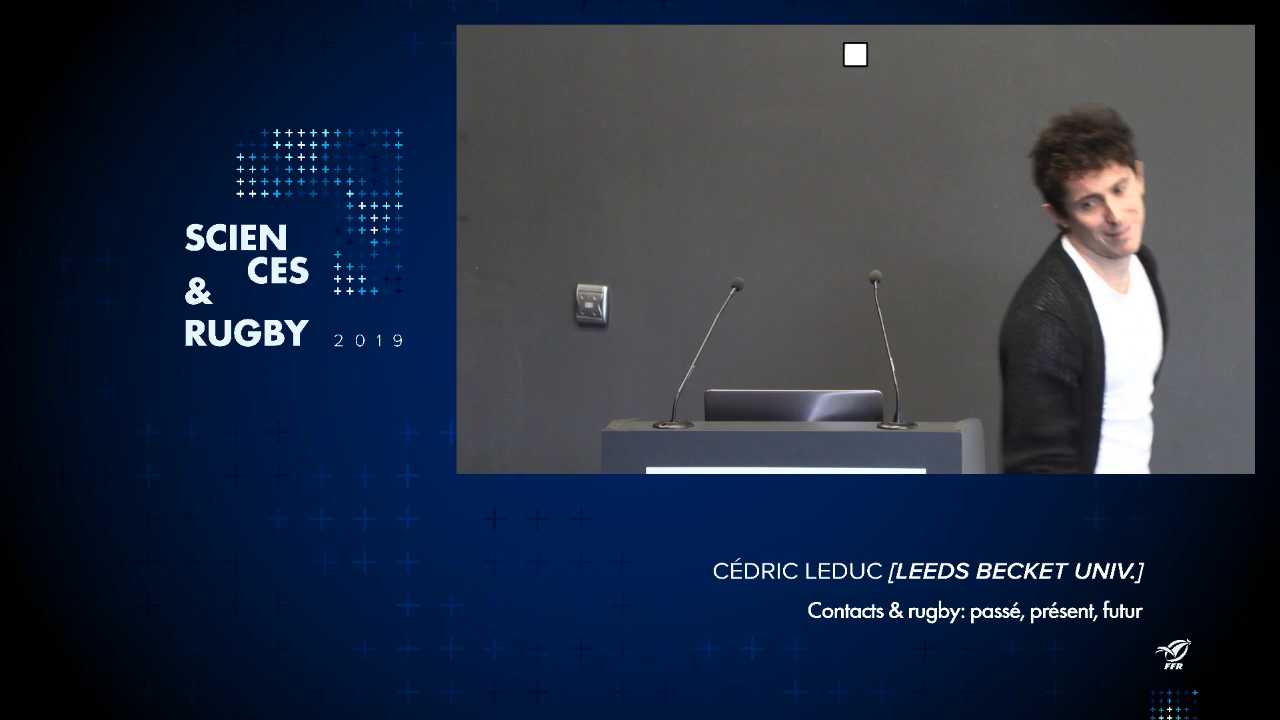 SCIEN
CES
&
RUGBY 2019
CÉDRIC LEDUC [LEEDS BECKET UNIV.]
Contacts & rugby: passé, présent, futur
FFR